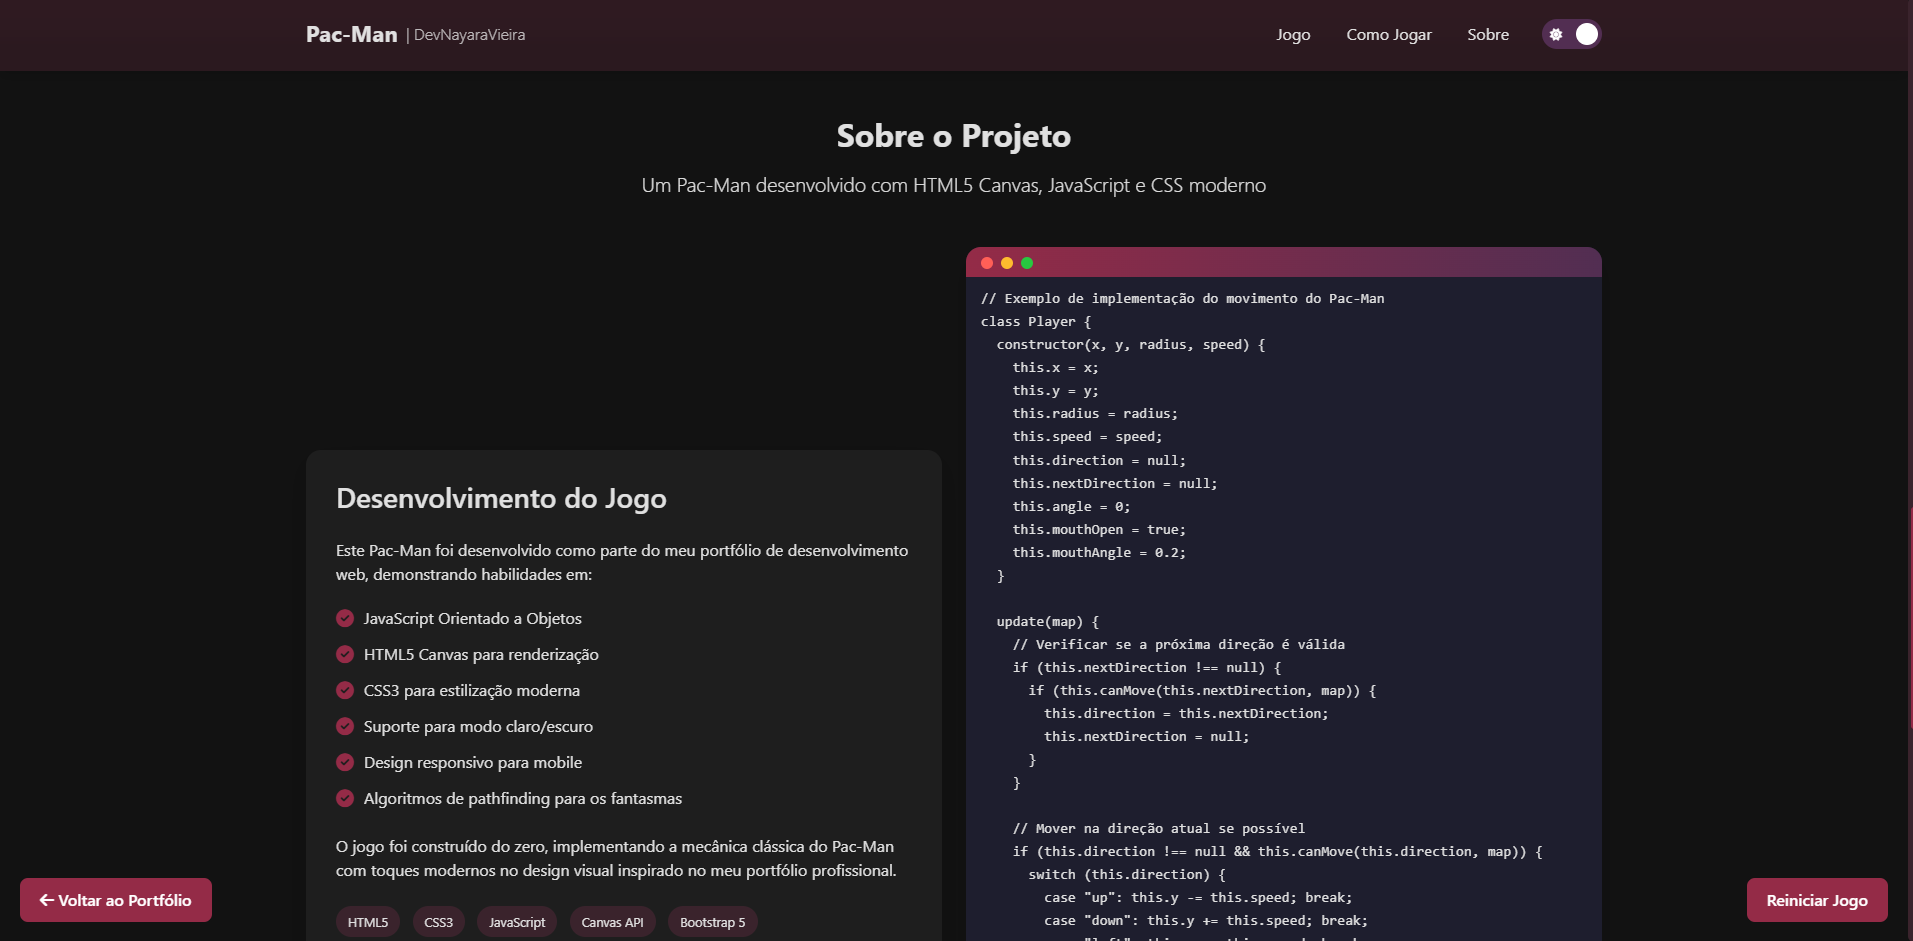 Pac-Man | DevNayaraVieira
Jogo Como Jogar Sobre
Sobre o Projeto
Um Pac-Man desenvolvido com HTML5 Canvas, JavaScript e CSS moderno
Desenvolvimento do Jogo
Este Pac-Man foi desenvolvido como parte do meu portfólio de desenvolvimento
web, demonstrando habilidades em:
JavaScript Orientado a Objetos
HTML5 Canvas para renderização
CSS3 para estilização moderna
Suporte para modo claro/escuro
Design responsivo para mobile
Algoritmos de pathfinding para os fantasmas
O jogo foi construído do zero, implementando a mecânica clássica do Pac-Man
com toques modernos no design visual inspirado no meu portfólio profissional.
HTML5 CSS3 JavaScript Canvas API Bootstrap 5
// Exemplo de implementação do movimento do Pac-Man
class Player {
constructor(x, y, radius, speed) {
this.x = x;
this.y = y;
this.radius = radius;
this.speed = speed;
this.direction = null;
this.nextDirection = null;
this.angle = 0;
this.mouthOpen = true;
this.mouthAngle = 0.2;
}
update(map) {
// Verificar se a próxima direção é válida
if (this.nextDirection !== null) {
if (this.canMove(this.nextDirection, map)) {
this.direction = this.nextDirection;
this.nextDirection = null;
}
}
// Mover na direção atual se possível
if (this.direction !== null && this.canMove(this.direction, map)) {
switch (this.direction) {
case "up": this.y -= this.speed; break;
case "down": this.y += this.speed; break;
Voltar ao Portfólio
Reiniciar Jogo